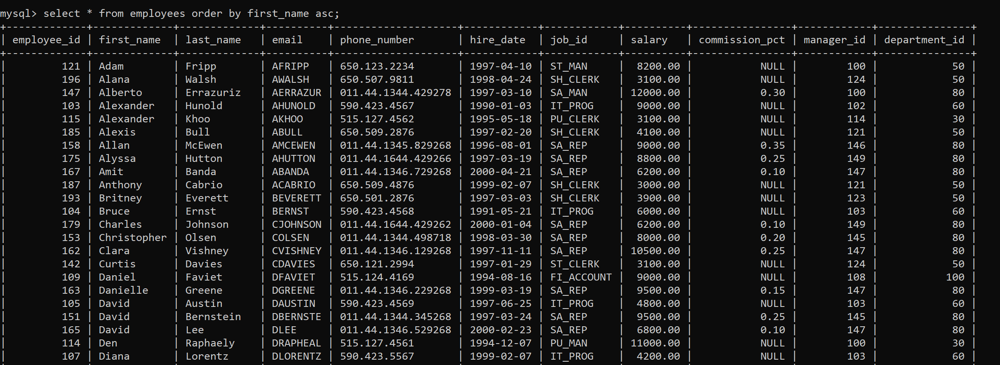 mysql> select * from employees order by first_name asc;
+-------------+-------------+-------------+----------+--------------------+------------+------------+----------+----------------+------------+---------------+
| employee_id | first_name  | last_name   | email    | phone_number       | hire_date  | job_id     | salary   | commission_pct | manager_id | department_id |
+-------------+-------------+-------------+----------+--------------------+------------+------------+----------+----------------+------------+---------------+
|         121 | Adam        | Fripp       | AFRIPP   | 650.123.2234       | 1997-04-10 | ST_MAN     |  8200.00 |           NULL |        100 |            50 |
|         196 | Alana       | Walsh       | AWALSH   | 650.507.9811       | 1998-04-24 | SH_CLERK   |  3100.00 |           NULL |        124 |            50 |
|         147 | Alberto     | Errazuriz   | AERRAZUR | 011.44.1344.429278 | 1997-03-10 | SA_MAN     | 12000.00 |           0.30 |        100 |            80 |
|         103 | Alexander   | Hunold      | AHUNOLD  | 590.423.4567       | 1990-01-03 | IT_PROG    |  9000.00 |           NULL |        102 |            60 |
|         115 | Alexander   | Khoo        | AKHOO    | 515.127.4562       | 1995-05-18 | PU_CLERK   |  3100.00 |           NULL |        114 |            30 |
|         185 | Alexis      | Bull        | ABULL    | 650.509.2876       | 1997-02-20 | SH_CLERK   |  4100.00 |           NULL |        121 |            50 |
|         158 | Allan       | McEwen      | AMCEWEN  | 011.44.1345.829268 | 1996-08-01 | SA_REP     |  9000.00 |           0.35 |        146 |            80 |
|         175 | Alyssa      | Hutton      | AHUTTON  | 011.44.1644.429266 | 1997-03-19 | SA_REP     |  8800.00 |           0.25 |        149 |            80 |
|         167 | Amit        | Banda       | ABANDA   | 011.44.1346.729268 | 2000-04-21 | SA_REP     |  6200.00 |           0.10 |        147 |            80 |
|         187 | Anthony     | Cabrio      | ACABRIO  | 650.509.4876       | 1999-02-07 | SH_CLERK   |  3000.00 |           NULL |        121 |            50 |
|         193 | Britney     | Everett     | BEVERETT | 650.501.2876       | 1997-03-03 | SH_CLERK   |  3900.00 |           NULL |        123 |            50 |
|         104 | Bruce       | Ernst       | BERNST   | 590.423.4568       | 1991-05-21 | IT_PROG    |  6000.00 |           NULL |        103 |            60 |
|         179 | Charles     | Johnson     | CJOHNSON | 011.44.1644.429262 | 2000-01-04 | SA_REP     |  6200.00 |           0.10 |        149 |            80 |
|         153 | Christopher | Olsen       | COLSEN   | 011.44.1344.498718 | 1998-03-30 | SA_REP     |  8000.00 |           0.20 |        145 |            80 |
|         162 | Clara       | Vishney     | CVISHNEY | 011.44.1346.129268 | 1997-11-11 | SA_REP     | 10500.00 |           0.25 |        147 |            80 |
|         142 | Curtis      | Davies      | CDAVIES  | 650.121.2994       | 1997-01-29 | ST_CLERK   |  3100.00 |           NULL |        124 |            50 |
|         109 | Daniel      | Faviet      | DFAVIET  | 515.124.4169       | 1994-08-16 | FI_ACCOUNT |  9000.00 |           NULL |        108 |           100 |
|         163 | Danielle    | Greene      | DGREENE  | 011.44.1346.229268 | 1999-03-19 | SA_REP     |  9500.00 |           0.15 |        147 |            80 |
|         105 | David       | Austin      | DAUSTIN  | 590.423.4569       | 1997-06-25 | IT_PROG    |  4800.00 |           NULL |        103 |            60 |
|         151 | David       | Bernstein   | DBERNSTE | 011.44.1344.345268 | 1997-03-24 | SA_REP     |  9500.00 |           0.25 |        145 |            80 |
|         165 | David       | Lee         | DLEE     | 011.44.1346.529268 | 2000-02-23 | SA_REP     |  6800.00 |           0.10 |        147 |            80 |
|         114 | Den         | Raphaely    | DRAPHEAL | 515.127.4561       | 1994-12-07 | PU_MAN     | 11000.00 |           NULL |        100 |            30 |
|         107 | Diana       | Lorentz     | DLORENTZ | 590.423.5567       | 1999-02-07 | IT_PROG    |  4200.00 |           NULL |        103 |            60 |